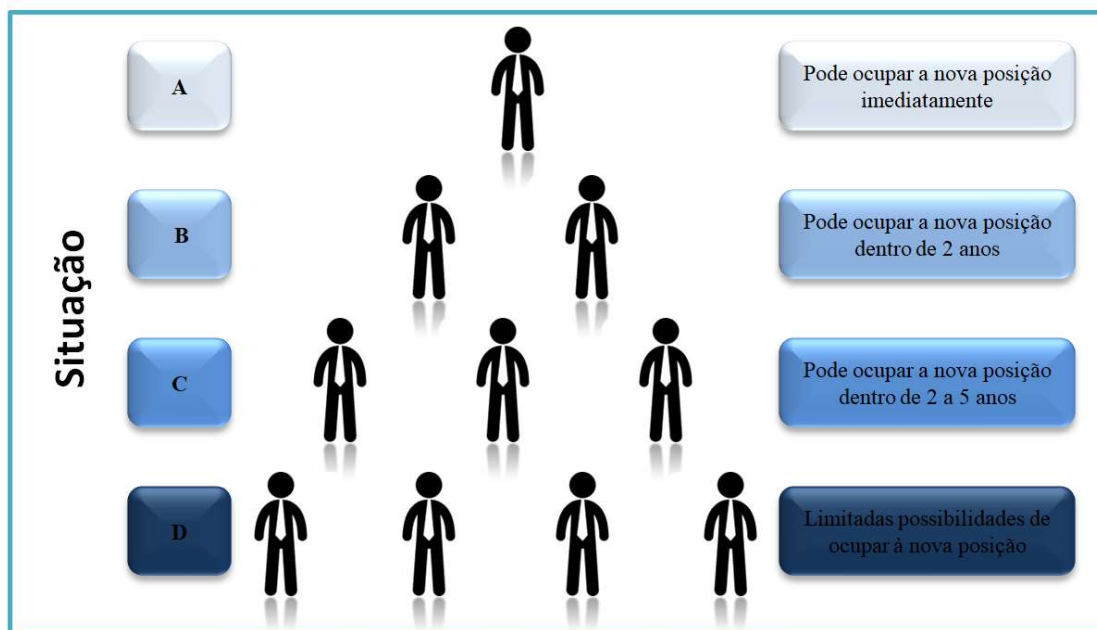 Situação
A
Pode ocupar a nova posição
imediatamente
B
Pode ocupar a nova posição
dentro de 2 anos
C
Pode ocupar a nova posição
dentro de 2 a 5 anos
D
Limitadas possibilidades de
ocupar à nova posição